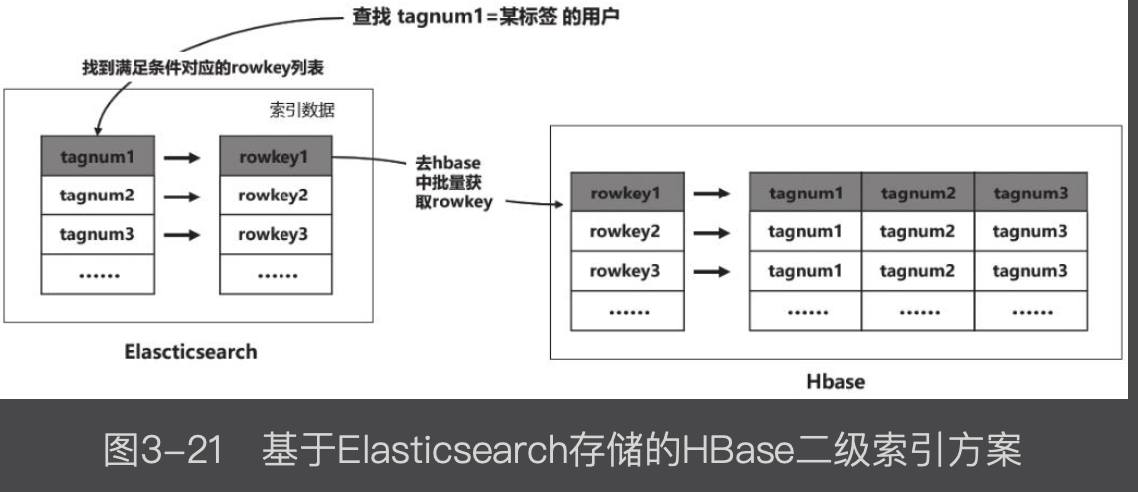 查找 tagnum1=某标签 的用户
找到满足条件对应的rowkey列表
索引数据
tagnum1 rowkey1
tagnum2 rowkey2
tagnum3 rowkey3
…… ……
Elascticsearch
去hbase
中批量获
取rowkey
rowkey1 tagnum1 tagnum2 tagnum3
rowkey2 tagnum1 tagnum2 tagnum3
rowkey3 tagnum1 tagnum2 tagnum3
…… …… …… ……
Hbase
图3-21 基于Elasticsearch存储的HBase二级索引方案